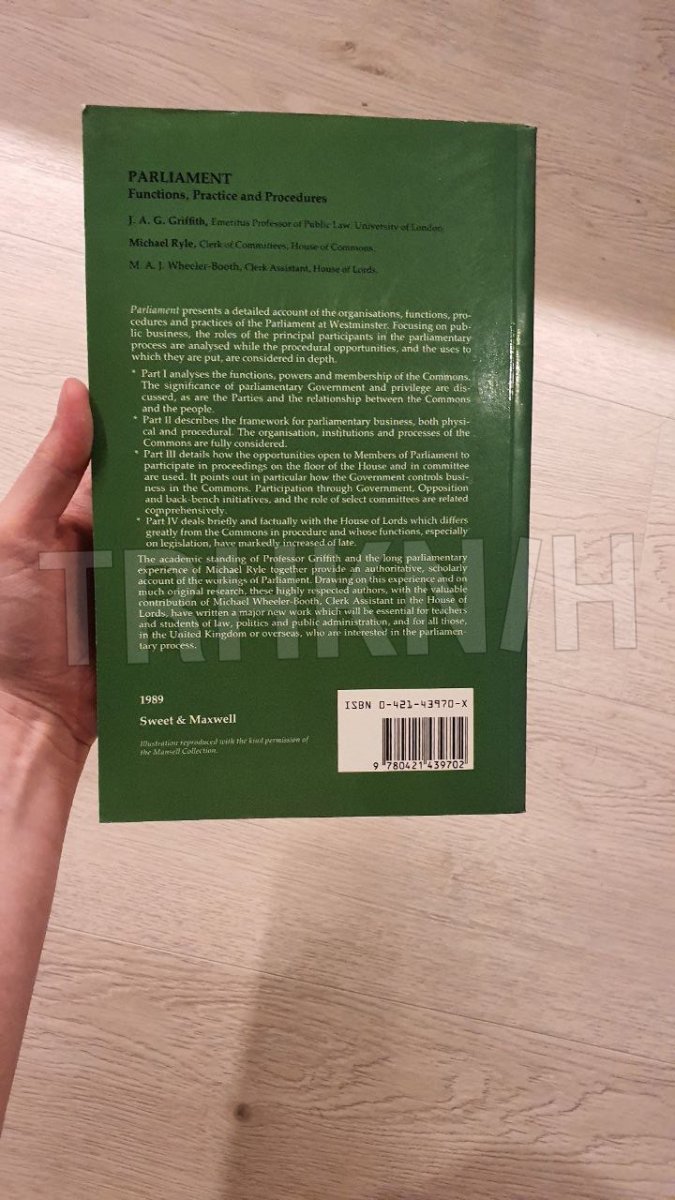 PARLIAMENT
Functions, Practice and Procedures
J. A. G. Griffith, Emeritus Professor of Public Law, University of London
Michael Ryle, Clerk of Committees, House of Commons.
M. A. J. Wheeler-Booth, Clerk Assistant, House of Lords.
Parliament presents a detailed account of the organisations, functions, pro-
cedures and practices of the Parliament at Westminster. Focusing on pub-
lic business, the roles of the principal participants in the parliamentary
process are analysed while the procedural opportunities, and the uses to
which they are put, are considered in depth.
* Part I analyses the functions, powers and membership of the Commons.
The significance of parliamentary Government and privilege are dis-
cussed, as are the Parties and the relationship between the Commons
and the people.
* Part II describes the framework for parliamentary business, both physi-
cal and procedural. The organisation, institutions and processes of the
Commons are fully considered.
* Part III details how the opportunities open to Members of Parliament to
participate in proceedings on the floor of the House and in committee
are used. It points out in particular how the Government controls busi-
ness in the Commons. Participation through Government, Opposition
and back-bench initiatives, and the role of select committees are related
comprehensively.
* Part IV deals briefly and factually with the House of Lords which differs
greatly from the Commons in procedure and whose functions, especially
on legislation, have markedly increased of late.
The academic standing of Professor Griffith and the long parliamentary
experience of Michael Ryle together provide an authoritative, scholarly
account of the workings of Parliament. Drawing on this experience and on
much original research, these highly respected authors, with the valuable
contribution of Michael Wheeler-Booth, Clerk Assistant in the House of
Lords, have written a major new work which will be essential for teachers
and students of law, politics and public administration, and for all those,
in the United Kingdom or overseas, who are interested in the parliamen-
tary process.
1989
Sweet & Maxwell
Illustration reproduced with the kind permission of
the Mansell Collection.
ISBN 0-421-43970-X
9 780421 439702